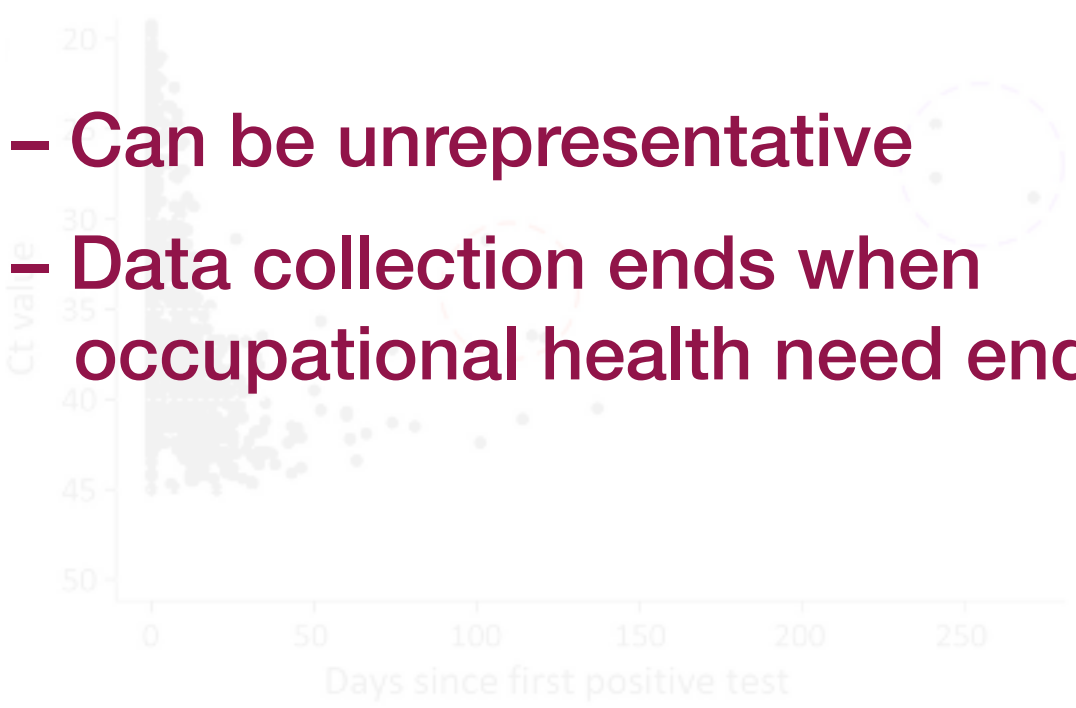 – Can be unrepresentative
– Data collection ends when
occupational health need
20
30
35
40
45
50
Ct value
0 50 100 150 200 250
Days since first positive test